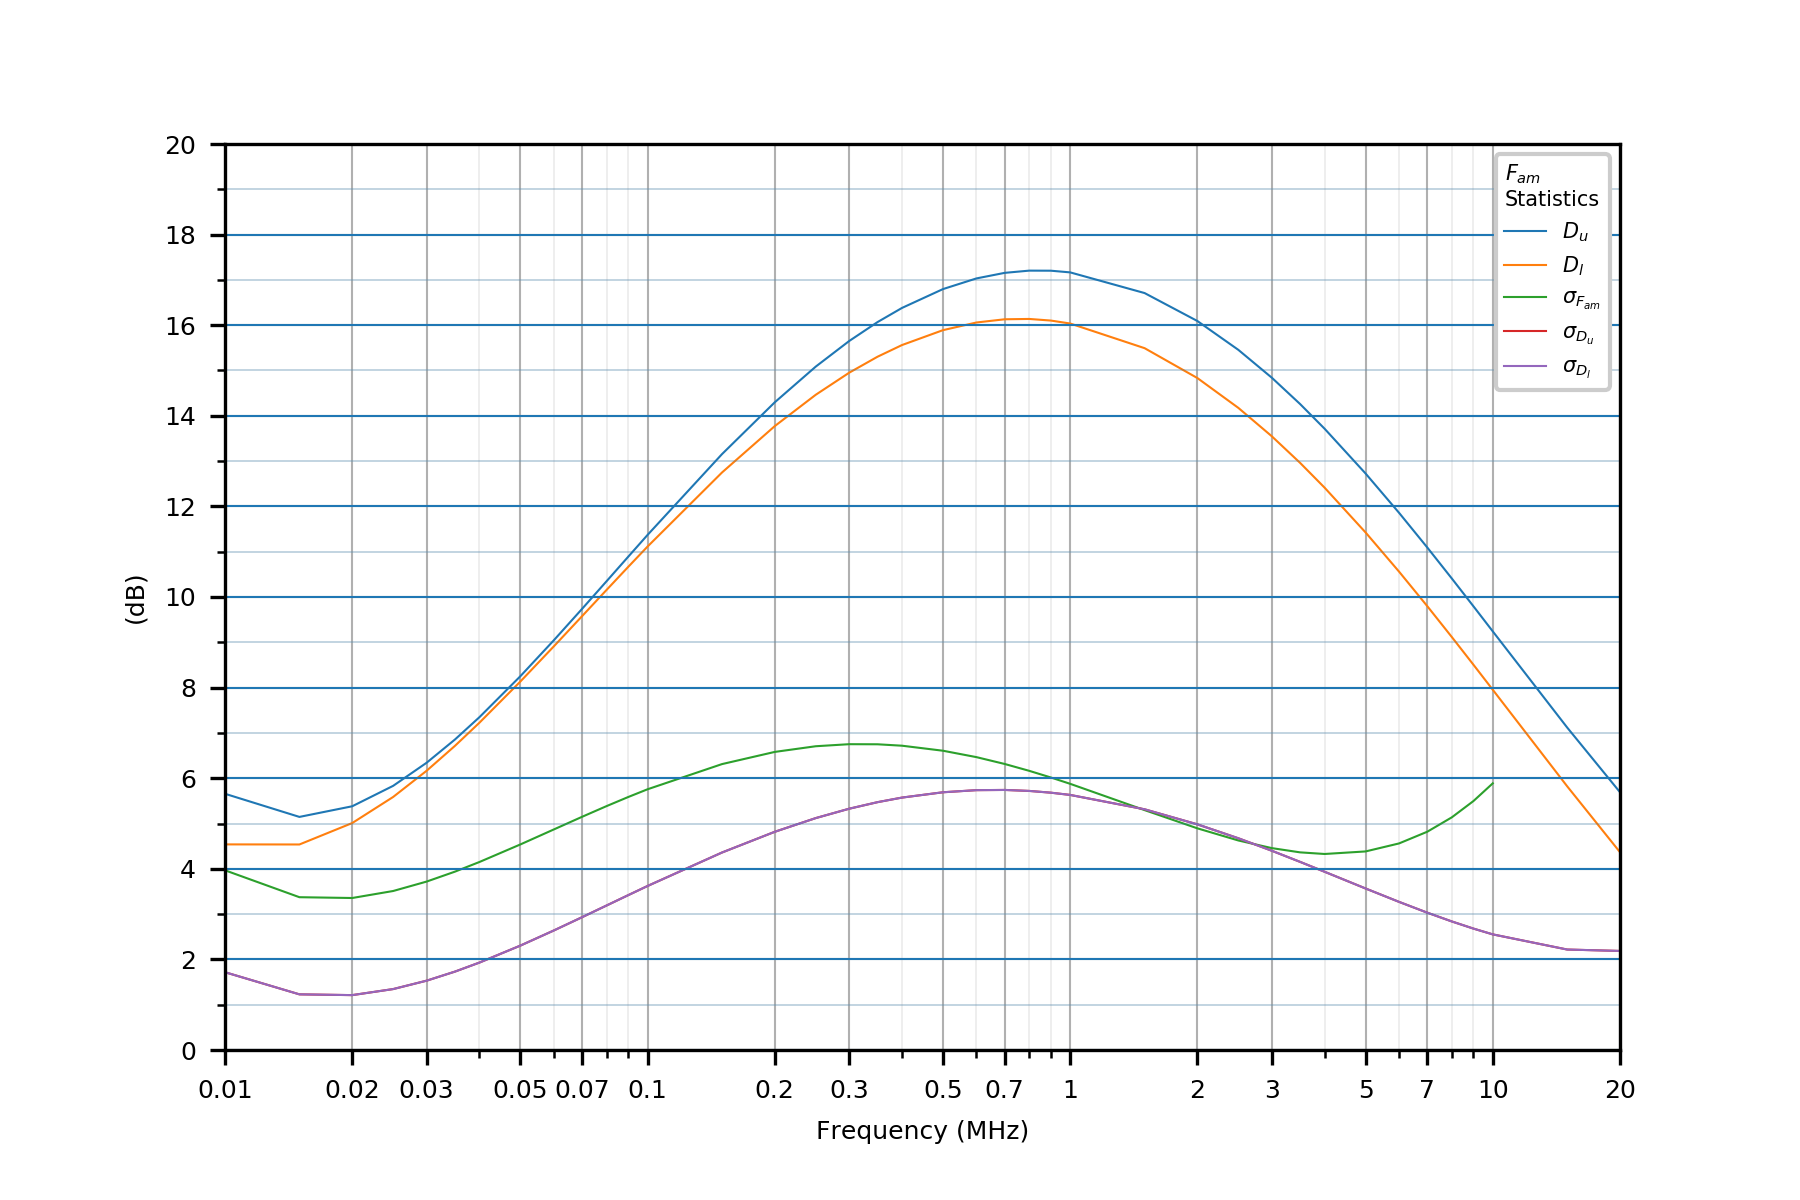 20
18
16
14
12
10
8
6
4
2
0
(dB)
F_am
Statistics
D_u
D_l
σ_F_am
σ_D_u
σ_D_l
0.01 0.02 0.03 0.05 0.07 0.1 0.2 0.3 0.5 0.7 1 2 3 5 7 10 20
Frequency (MHz)